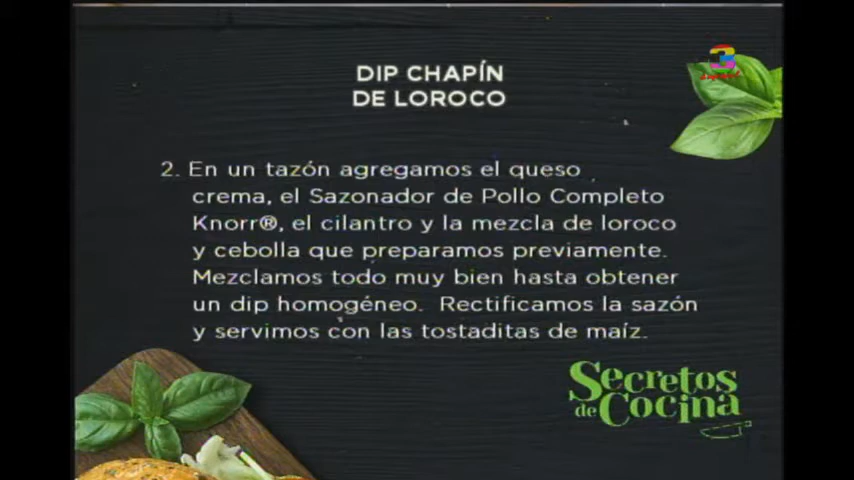 DIP CHAPÍN
DE LOROCO
3
2. En un tazón agregamos el queso
crema, el Sazonador de Pollo Completo
Knorr®, el cilantro y la mezcla de loroco
y cebolla que preparamos previamente.
Mezclamos todo muy bien hasta obtener
un dip homogéneo. Rectificamos la sazón
y servimos con las tostaditas de maíz.
Secretos
de Cocina